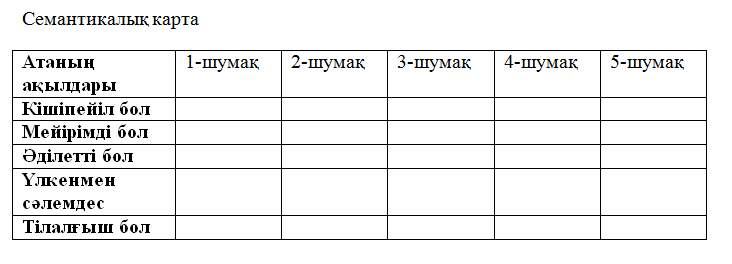 Семантикалық карта
Атаның 1-шумақ 2-шумақ 3-шумақ 4-шумақ 5-шумақ
ақылдары
Кішіпейіл бол
Мейірімді бол
Әділетті бол
Үлкенмен
сәлемдес
Тілалғыш бол